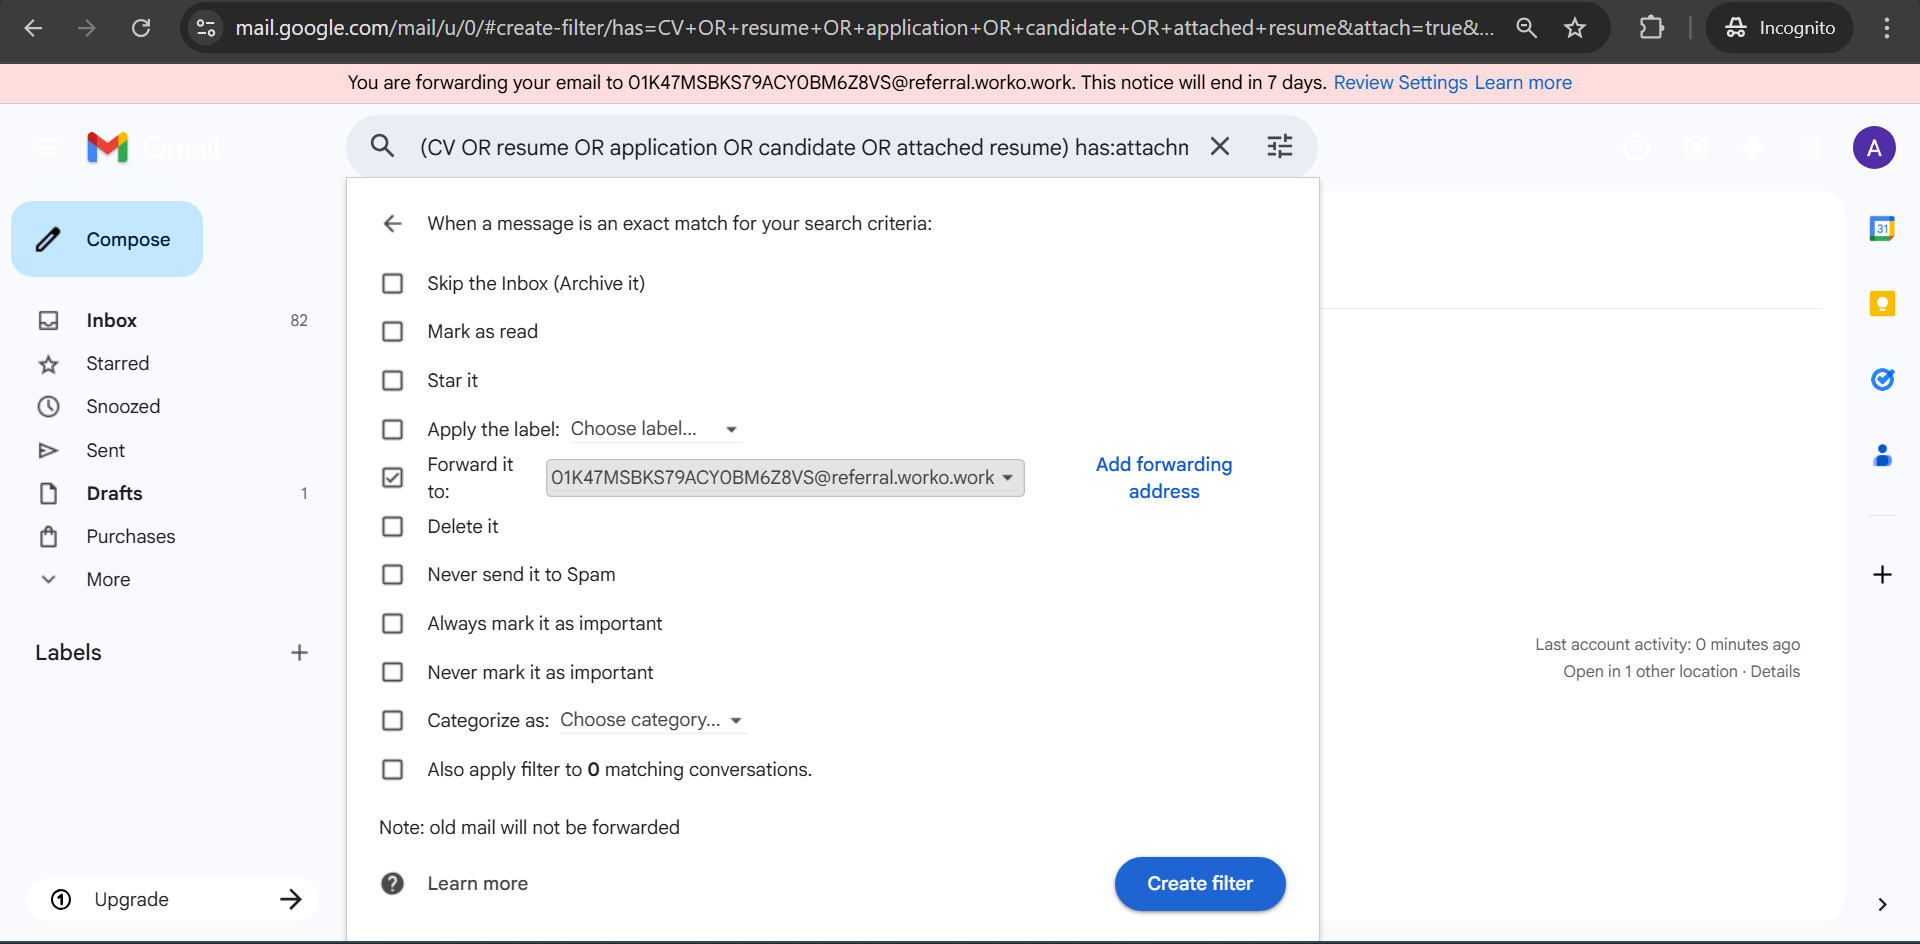 mail.google.com/mail/u/0/#create-filter/has=CV+OR+resume+OR+application+OR+candidate+OR+attached+resume&attach=true&...
Incognito
You are forwarding your email to 01K47MSBKS79ACY0BM6Z8VS@referral.worko.work. This notice will end in 7 days. Review Settings Learn more
Gmail
(CV OR resume OR application OR candidate OR attached resume) has:attachn
A
Compose
Inbox 82
Starred
Snoozed
Sent
Drafts 1
Purchases
More
Labels
Upgrade
When a message is an exact match for your search criteria:
Skip the Inbox (Archive it)
Mark as read
Star it
Apply the label: Choose label...
Forward it
to:
01K47MSBKS79ACY0BM6Z8VS@referral.worko.work
Add forwarding
address
Delete it
Never send it to Spam
Always mark it as important
Never mark it as important
Categorize as: Choose category...
Also apply filter to 0 matching conversations.
Note: old mail will not be forwarded
Learn more
Create filter
31
Last account activity: 0 minutes ago
Open in 1 other location · Details